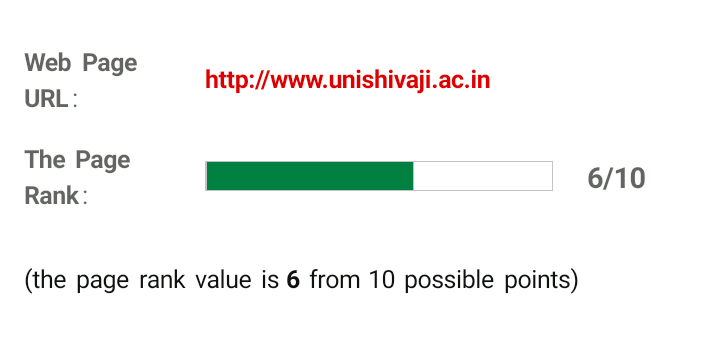 Web Page
URL:
http://www.unishivaji.ac.in
The Page
Rank:
6/10
(the page rank value is 6 from 10 possible points)